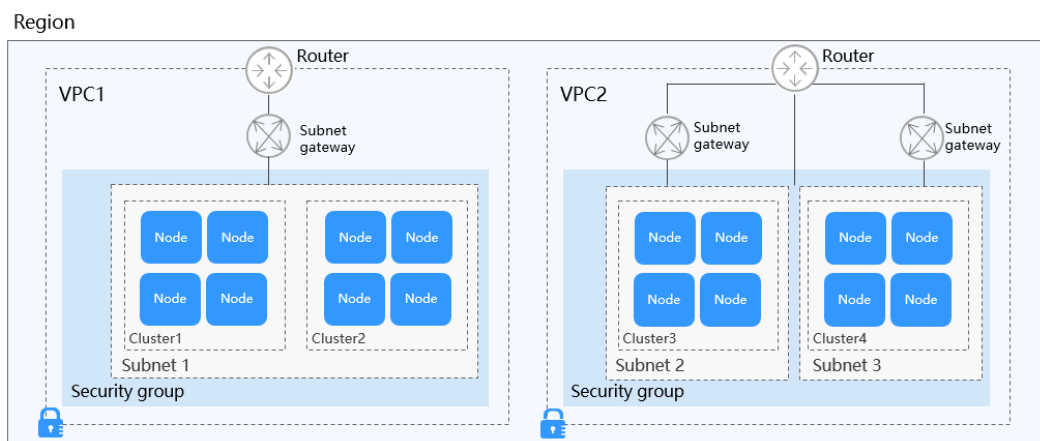 Region
Router
VPC1
Subnet
gateway
Node
Node
Node
Node
Node
Node
Node
Node
Cluster1
Cluster2
Subnet 1
Security group
Router
VPC2
Subnet
gateway
Subnet
gateway
Node
Node
Node
Node
Node
Node
Node
Node
Cluster3
Cluster4
Subnet 2
Subnet 3
Security group